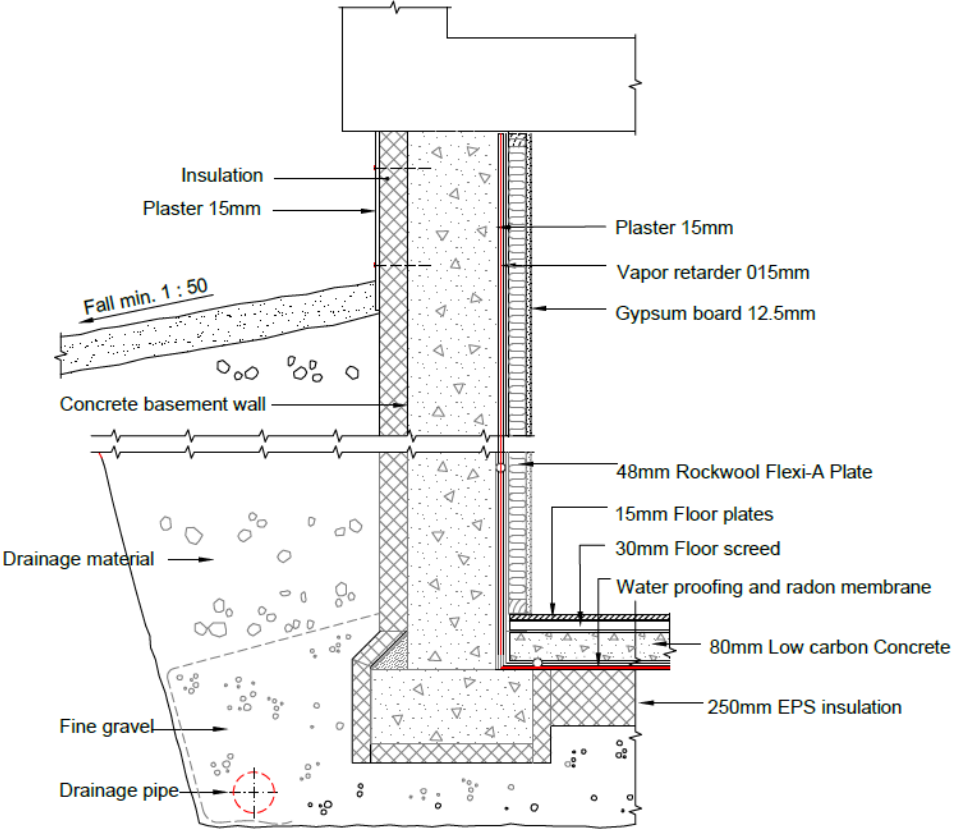 Insulation
Plaster 15mm
Plaster 15mm
Vapor retarder 015mm
Fall min. 1 : 50
Gypsum board 12.5mm
Concrete basement wall
48mm Rockwool Flexi-A Plate
15mm Floor plates
30mm Floor screed
Drainage material
Water proofing and radon membrane
80mm Low carbon Concrete
250mm EPS insulation
Fine gravel
Drainage pipe